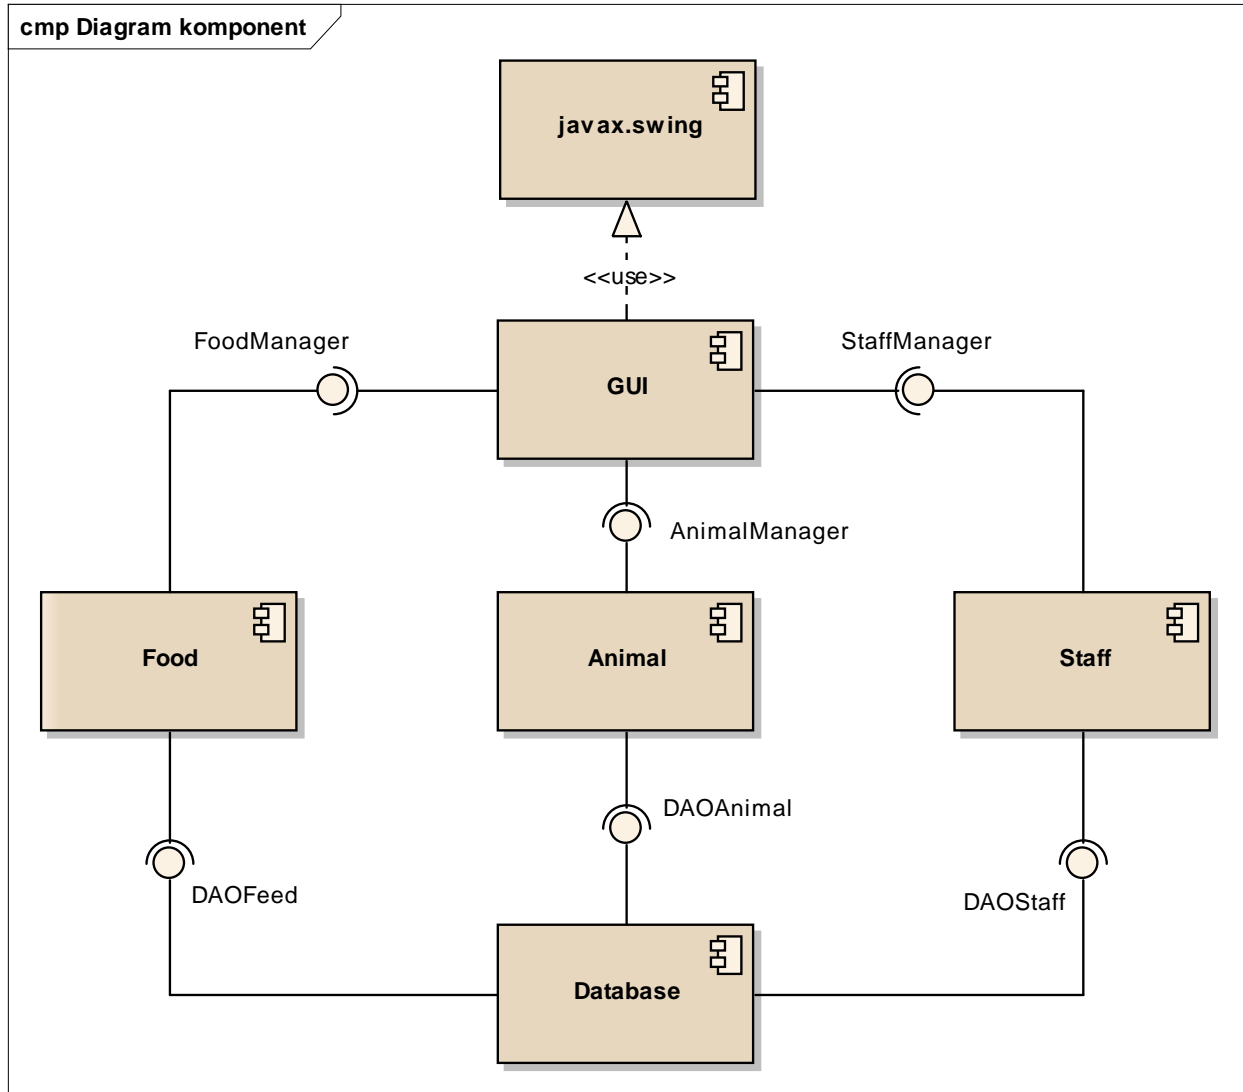 cmp Diagram komponent
javax.swing
<<use>>
FoodManager
StaffManager
GUI
AnimalManager
Food
Animal
Staff
DAOAnimal
DAOFeed
DAOStaff
Database